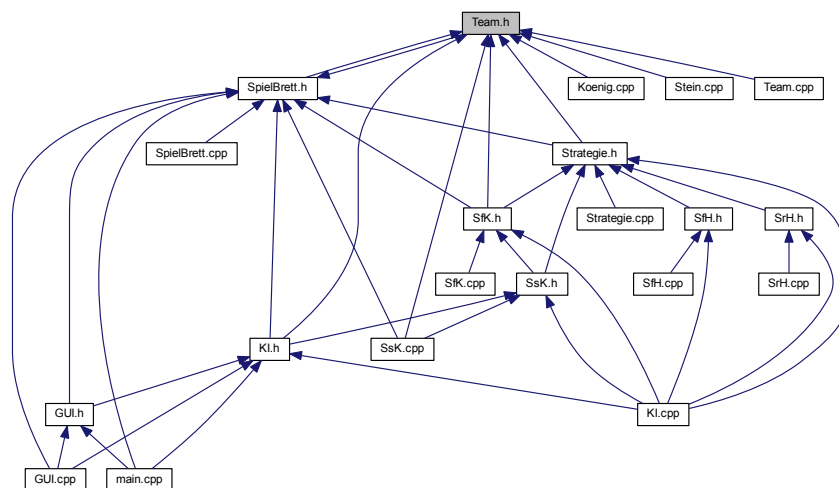 Team.h
SpielBrett.h
Koenig.cpp
Stein.cpp
Team.cpp
SpielBrett.cpp
Strategie.h
SfK.h
Strategie.cpp
SfH.h
SrH.h
SfK.cpp
SsK.h
SfH.cpp
SrH.cpp
KI.h
SsK.cpp
GUI.h
KI.cpp
GUI.cpp
main.cpp